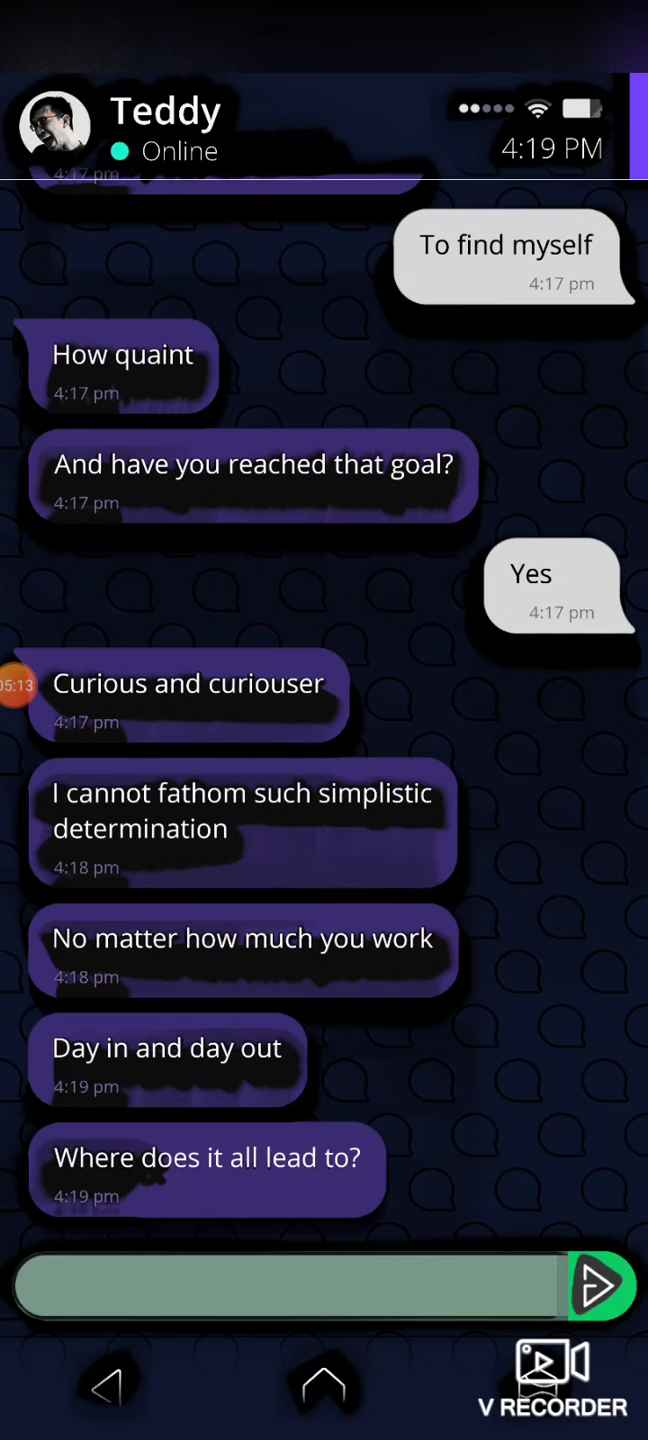 Teddy
Online
4:19 PM
4:17 pm
To find myself
4:17 pm
How quaint
4:17 pm
And have you reached that goal?
4:17 pm
Yes
4:17 pm
05:13
Curious and curiouser
4:17 pm
I cannot fathom such simplistic
determination
4:18 pm
No matter how much you work
4:18 pm
Day in and day out
4:19 pm
Where does it all lead to?
4:19 pm
V RECORDER